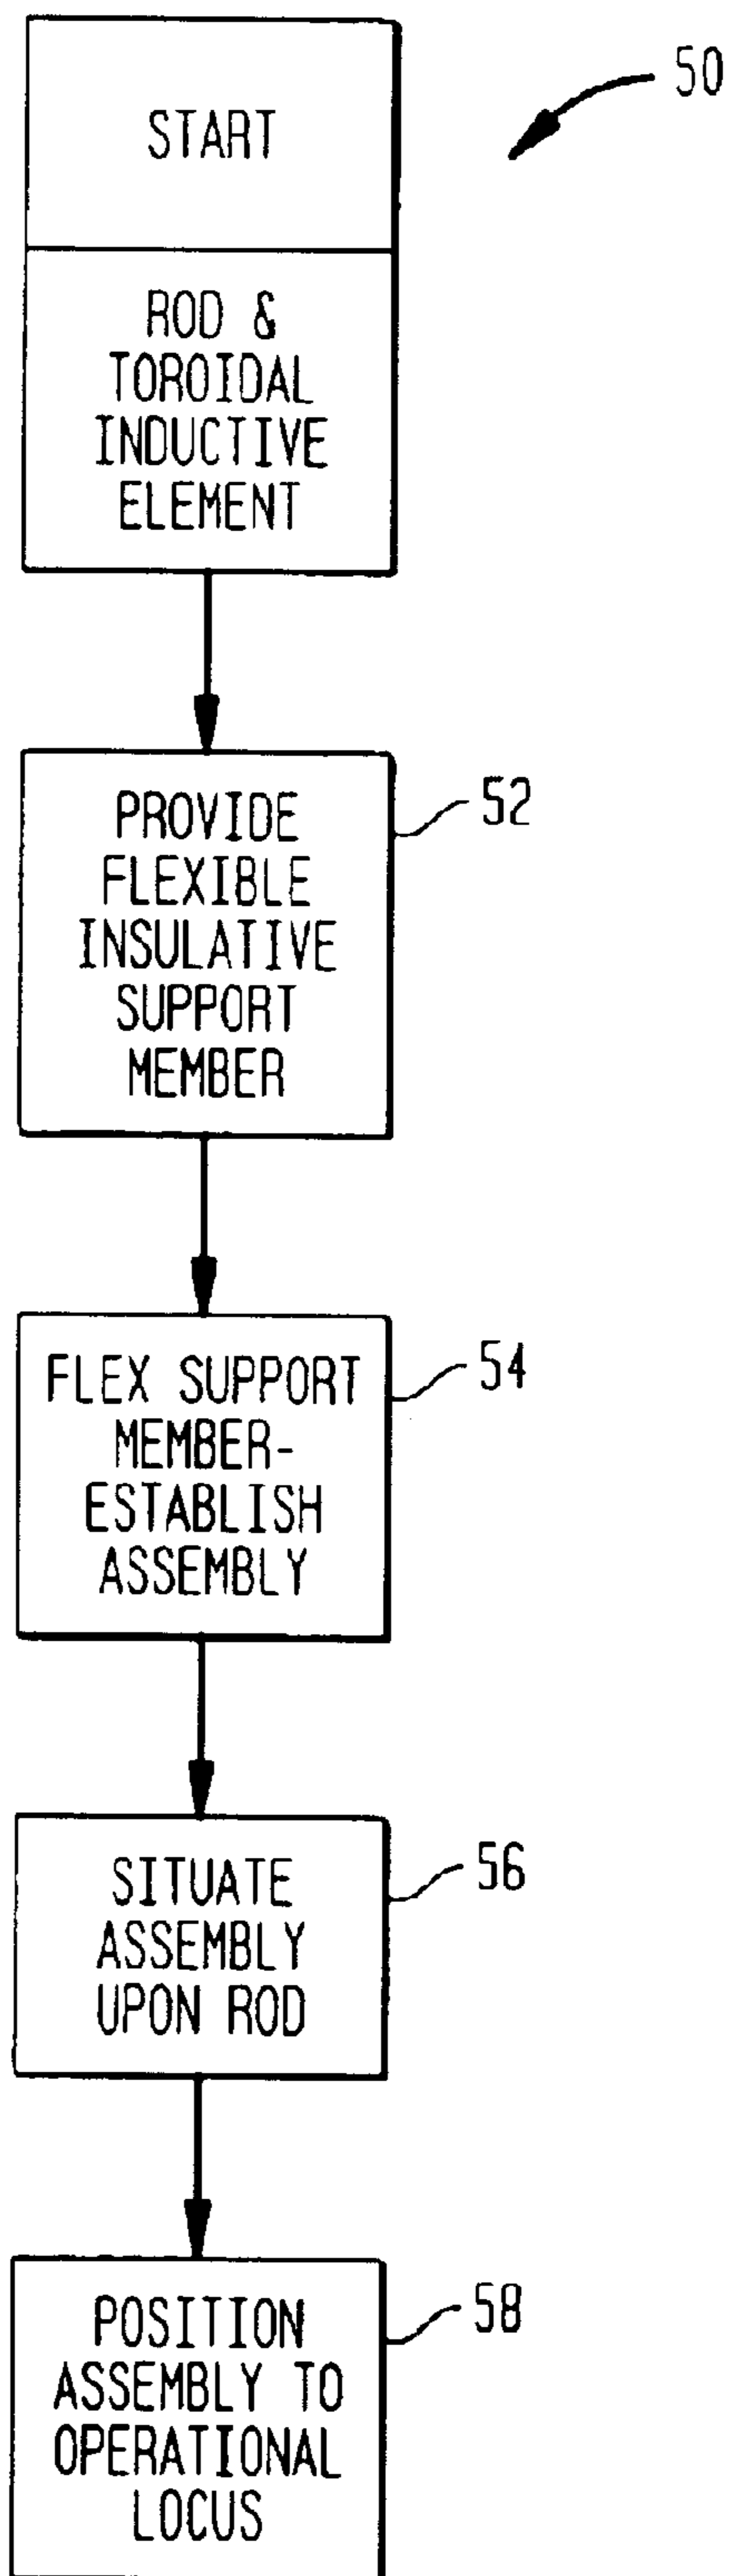 50
START
ROD &
TOROIDAL
INDUCTIVE
ELEMENT
PROVIDE
FLEXIBLE
INSULATIVE
SUPPORT
MEMBER
52
FLEX SUPPORT
MEMBER-
ESTABLISH
ASSEMBLY
54
SITUATE
ASSEMBLY
UPON ROD
56
POSITION
ASSEMBLY TO
OPERATIONAL
LOCUS
58